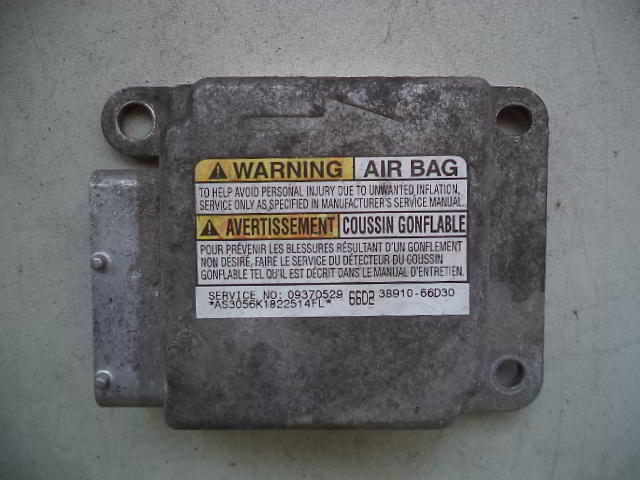 WARNING AIR BAG
TO HELP AVOID PERSONAL INJURY DUE TO UNWANTED INFLATION,
SERVICE ONLY AS SPECIFIED IN MANUFACTURER'S SERVICE MANUAL.
AVERTISSEMENT COUSSIN GONFLABLE
POUR PRÉVENIR LES BLESSURES RÉSULTANT D'UN GONFLEMENT
NON DÉSIRÉ, FAIRE LE SERVICE DU DÉTECTEUR DU COUSSIN
GONFLABLE TEL QU'IL EST DÉCRIT DANS LE MANUAL D'ENTRETIEN.
SERVICE NO: 09370529 66D2 38910-66D30
*AS3056K1822514FL*